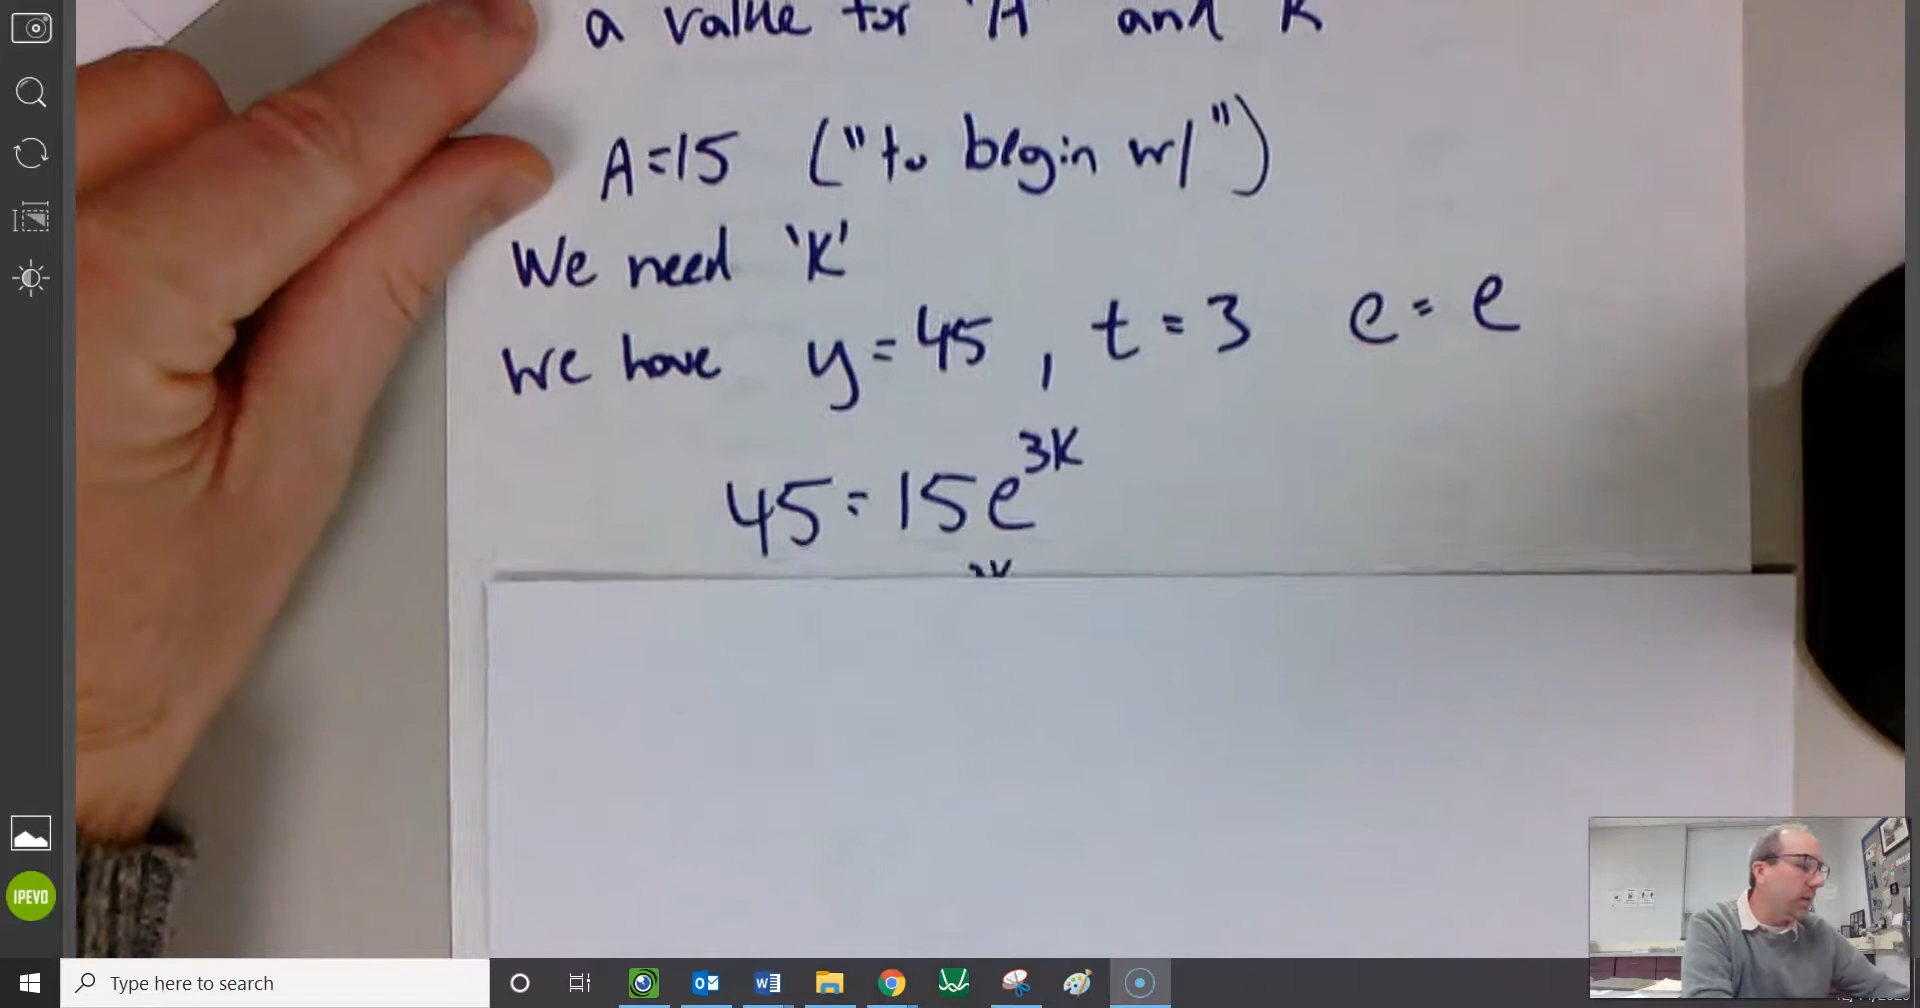 a value for 'A' and K
A=15 ("to begin w/")
We need 'K'
We have y=45 , t=3 e=e
45=15e^3K
IPEVO
Type here to search